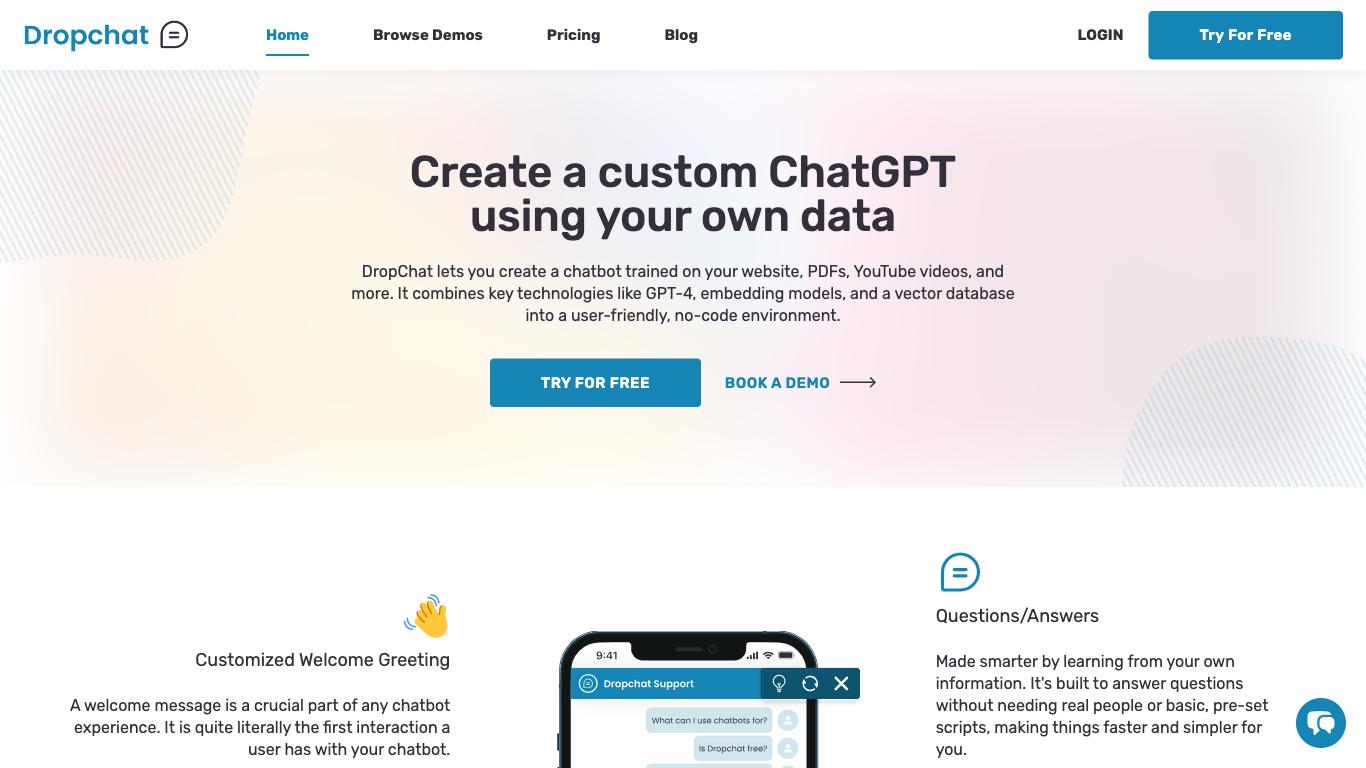 Dropchat
Home
Browse Demos
Pricing
Blog
LOGIN
Try For Free
Create a custom ChatGPT
using your own data
DropChat lets you create a chatbot trained on your website, PDFs, YouTube videos, and
more. It combines key technologies like GPT-4, embedding models, and a vector database
into a user-friendly, no-code environment.
TRY FOR FREE
BOOK A DEMO
Customized Welcome Greeting
A welcome message is a crucial part of any chatbot
experience. It is quite literally the first interaction a
user has with your chatbot.
9:41
Dropchat Support
What can I use chatbots for?
Is Dropchat free?
Questions/Answers
Made smarter by learning from your own
information. It's built to answer questions
without needing real people or basic, pre-set
scripts, making things faster and simpler for
you.